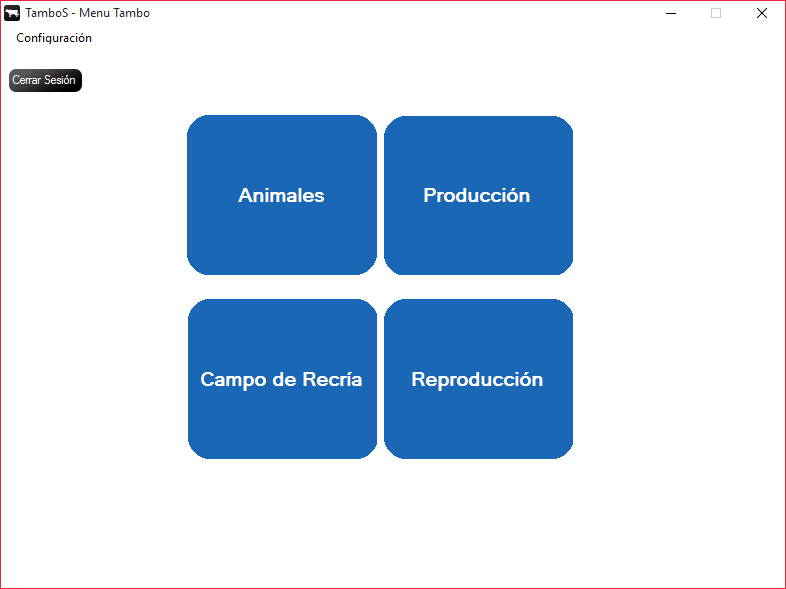 TamboS - Menu Tambo
Configuración
Cerrar Sesión
Animales
Producción
Campo de Recría
Reproducción